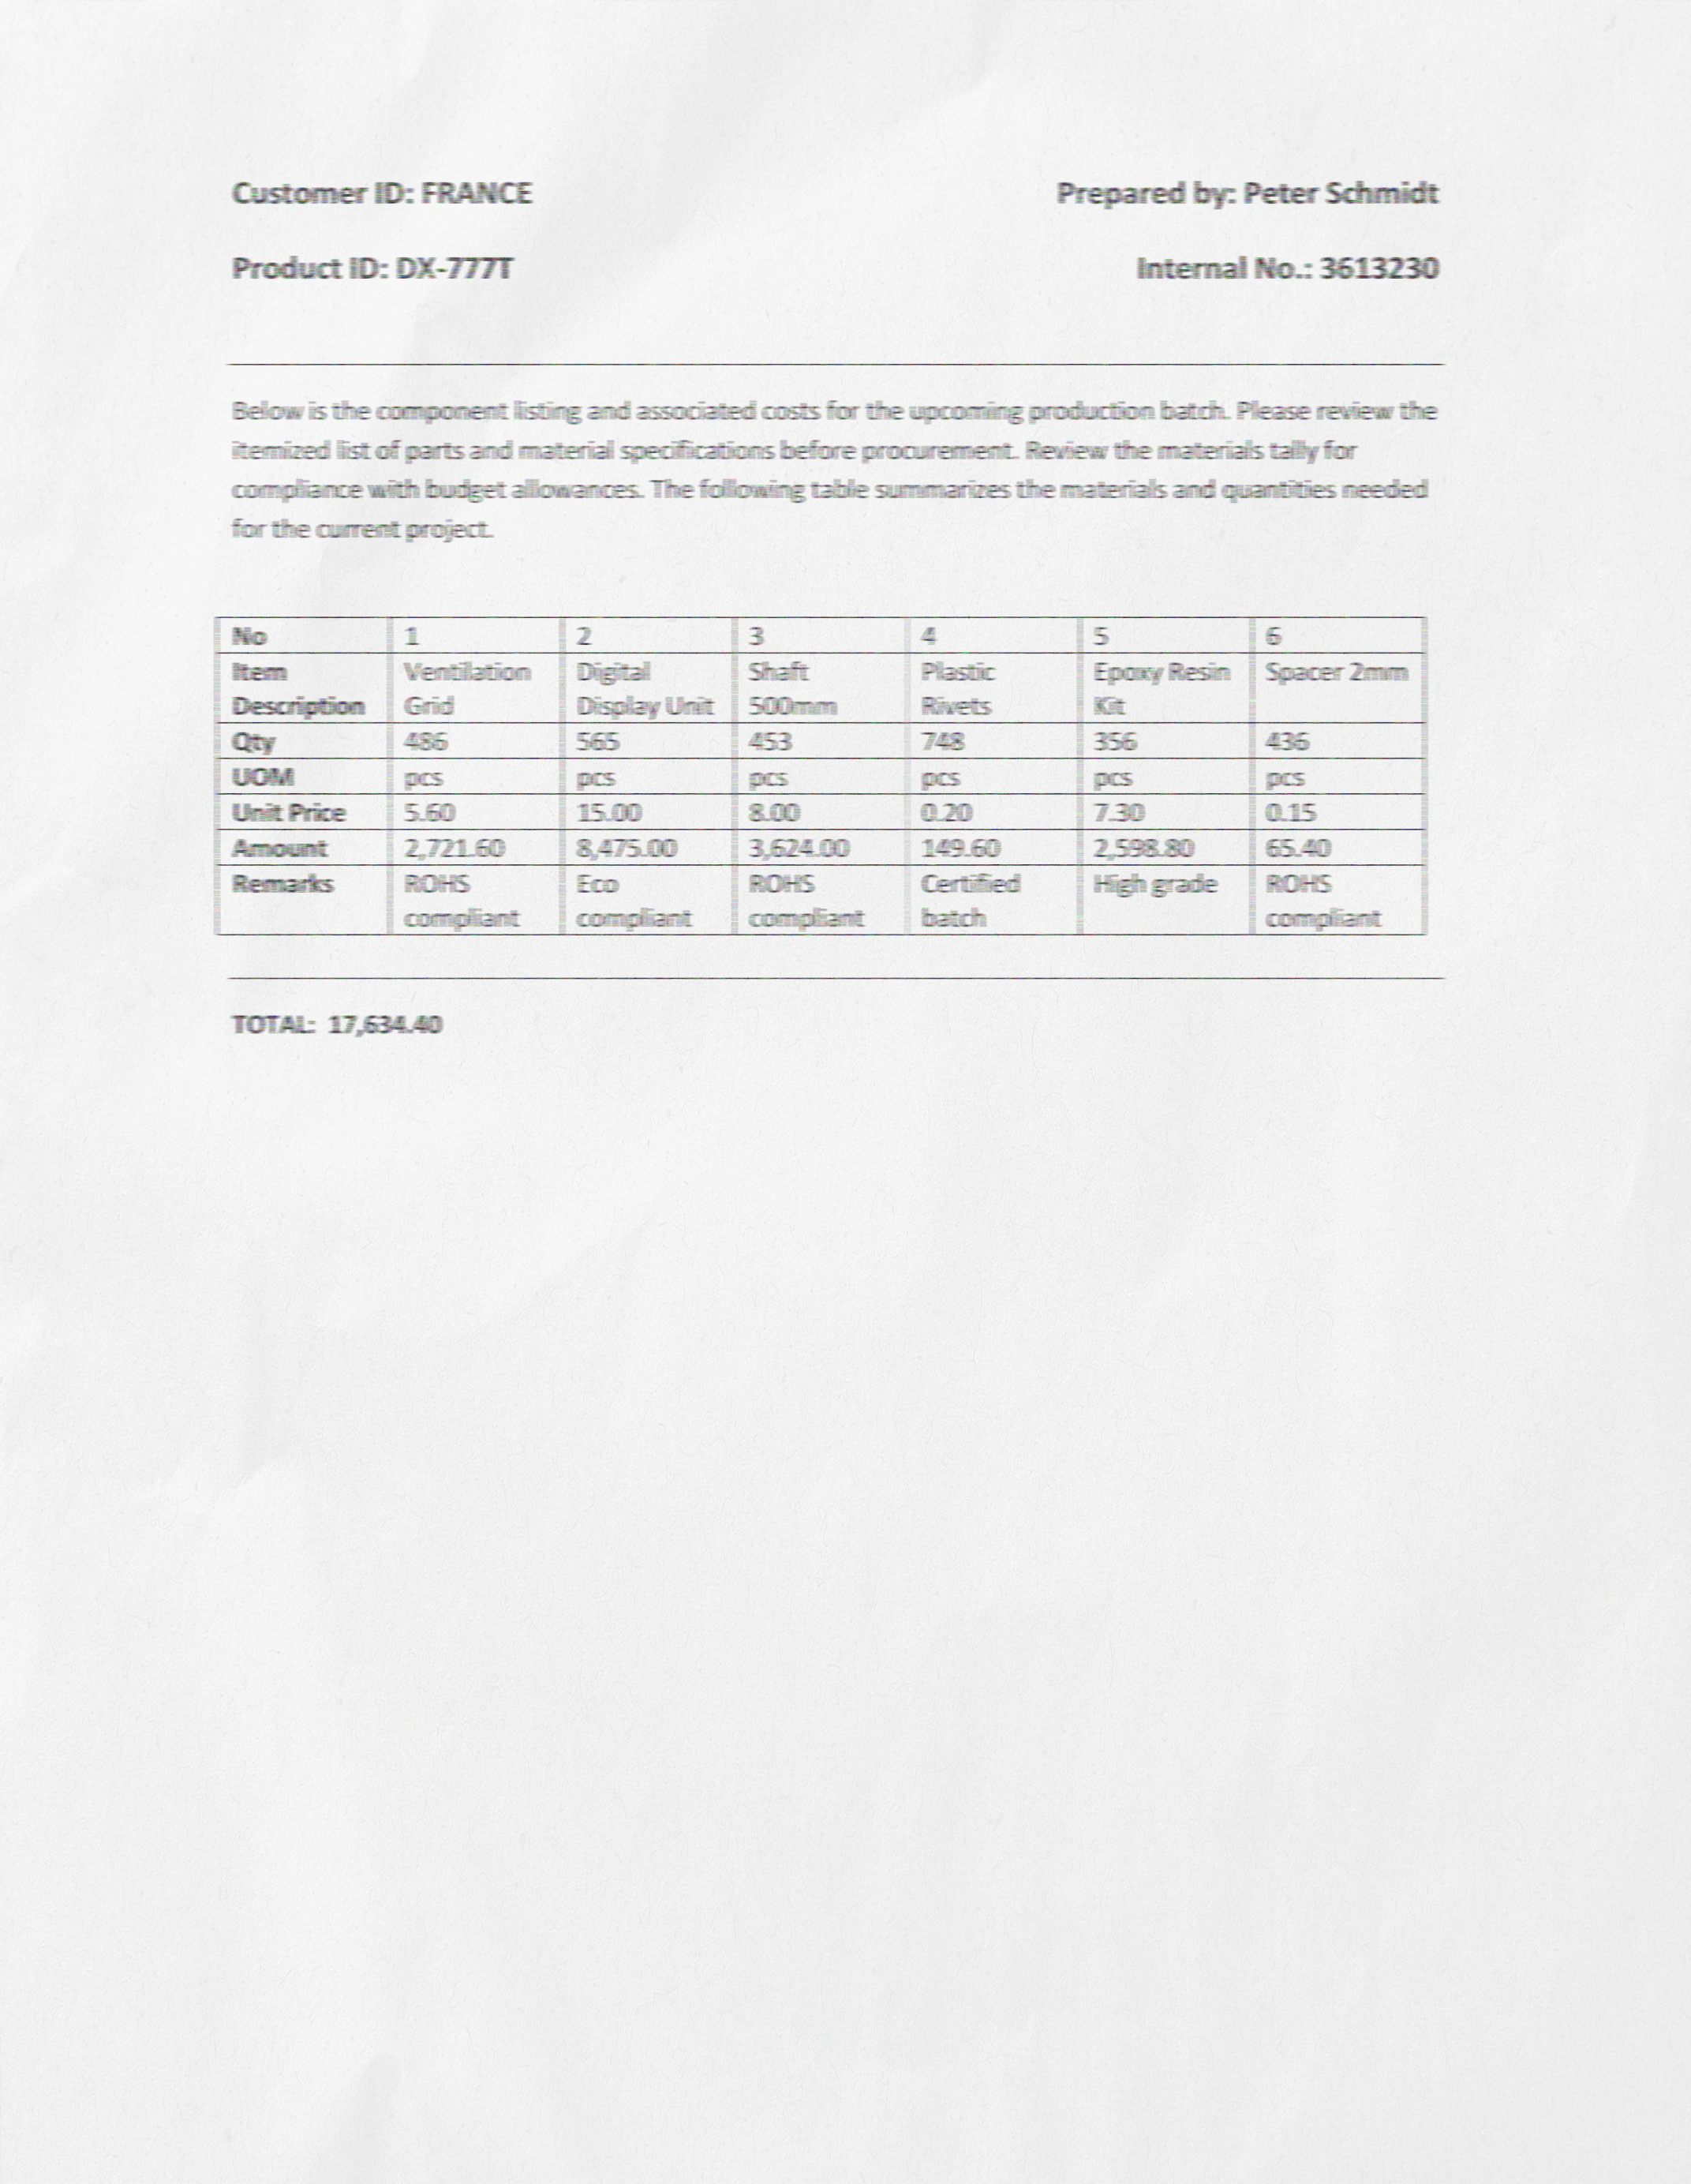 Customer ID: FRANCE Prepared by: Peter Schmidt
Product ID: DX-777T Internal No.: 3613230
Below is the component listing and associated costs for the upcoming production batch. Please review the
itemized list of parts and material specifications before procurement. Review the materials tally for
compliance with budget allowances. The following table summarizes the materials and quantities needed
for the current project.
No 1 2 3 4 5 6
Item Ventilation Digital Shaft Plastic Epoxy Resin Spacer 2mm
Description Grid Display Unit 500mm Rivets Kit
Qty 486 565 453 748 356 436
UOM pcs pcs pcs pcs pcs pcs
Unit Price 5.60 15.00 8.00 0.20 7.30 0.15
Amount 2,721.60 8,475.00 3,624.00 149.60 2,598.80 65.40
Remarks ROHS Eco ROHS Certified High grade ROHS
compliant compliant compliant batch compliant
TOTAL: 17,634.40